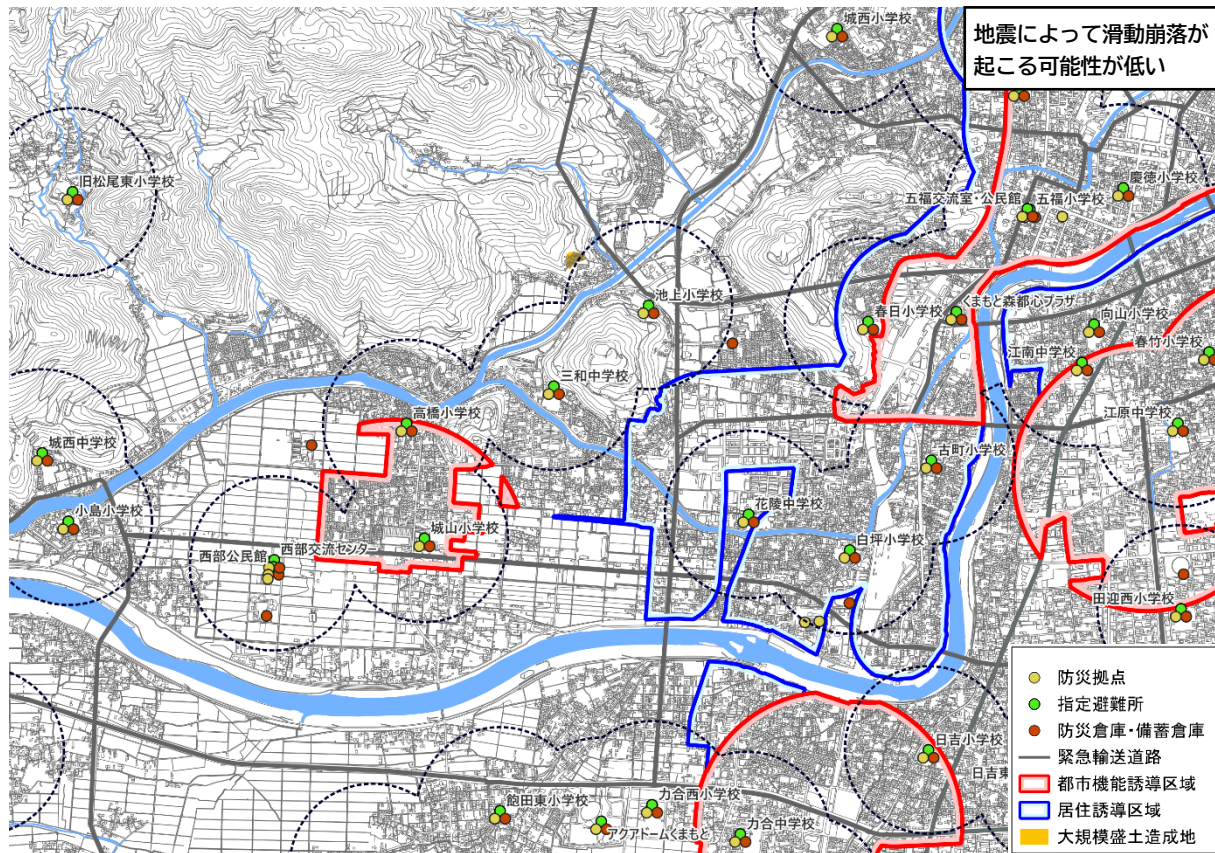 城西小学校
地震によって滑動崩落が
起こる可能性が低い
旧松尾東小学校
慶徳小学校
五福交流室・公民館
五福小学校
池上小学校
春日小学校
くまもと森都心プラザ
向山小学校
江南中学校
春竹小学校
三和中学校
高橋小学校
江原中学校
城西中学校
古町小学校
小島小学校
花陵中学校
城山小学校
白坪小学校
西部公民館
西部交流センタ
田迎西小学校
防災拠点
指定避難所
防災倉庫・備蓄倉庫
緊急輸送道路
都市機能誘導区域
居住誘導区域
大規模盛土造成地
日吉小学校
日吉東
力合西小学校
飽田東小学校
アクアドームくまもと
力合中学校